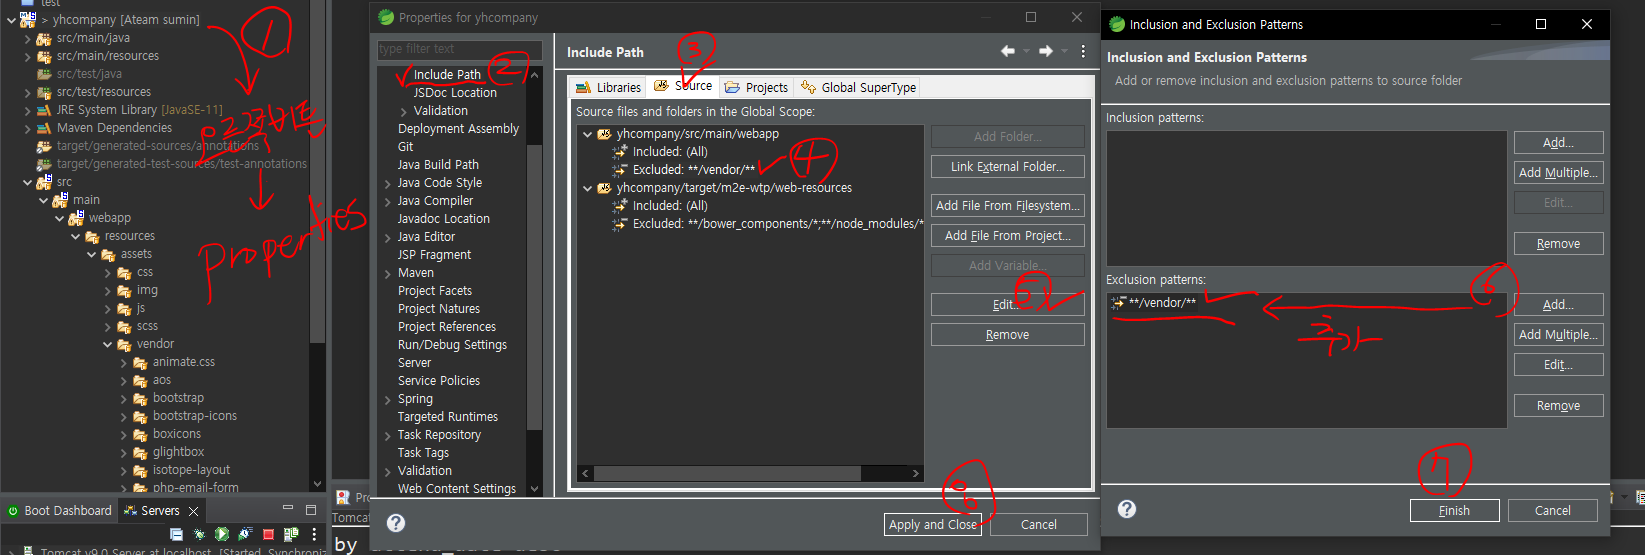 test
> yhcompany [Ateam sumin]
src/main/java
src/main/resources
src/test/java
src/test/resources
JRE System Library [JavaSE-11]
Maven Dependencies
target/generated-sources/annotations
target/generated-test-sources/test-annotations
src
main
webapp
resources
assets
css
img
js
scss
vendor
animate.css
aos
bootstrap
bootstrap-icons
boxicons
glightbox
isotope-layout
php-email-form
①
오른쪽버튼
properties
Boot Dashboard
Servers
Tomcat v9.0 Server at localhost [Started, Synchroniz
Properties for yhcompany
type filter text
Include Path ②
JSDoc Location
Validation
Deployment Assembly
Git
Java Build Path
Java Code Style
Java Compiler
Javadoc Location
Java Editor
JSP Fragment
Maven
Project Facets
Project Natures
Project References
Run/Debug Settings
Server
Service Policies
Spring
Targeted Runtimes
Task Repository
Task Tags
Validation
Web Content Settings
Include Path
③
Libraries
Source
Projects
Global SuperType
Source files and folders in the Global Scope:
yhcompany/src/main/webapp
Included: (All)
Excluded: **/vendor/** ④
yhcompany/target/m2e-wtp/web-resources
Included: (All)
Excluded: **/bower_components/*;**/node_modules/*
Add Folder...
Link External Folder...
Add File From Filesystem...
Add File From Project...
Add Variable...
Edit... ⑤
Remove
⑧
Apply and Close
Cancel
Pro
Tomcat
Inclusion and Exclusion Patterns
Inclusion and Exclusion Patterns
Add or remove inclusion and exclusion patterns to source folder
Inclusion patterns:
Add...
Add Multiple...
Edit...
Remove
Exclusion patterns:
⑥
**/vendor/**
추가
Add...
Add Multiple...
Edit...
Remove
⑦
Finish
Cancel